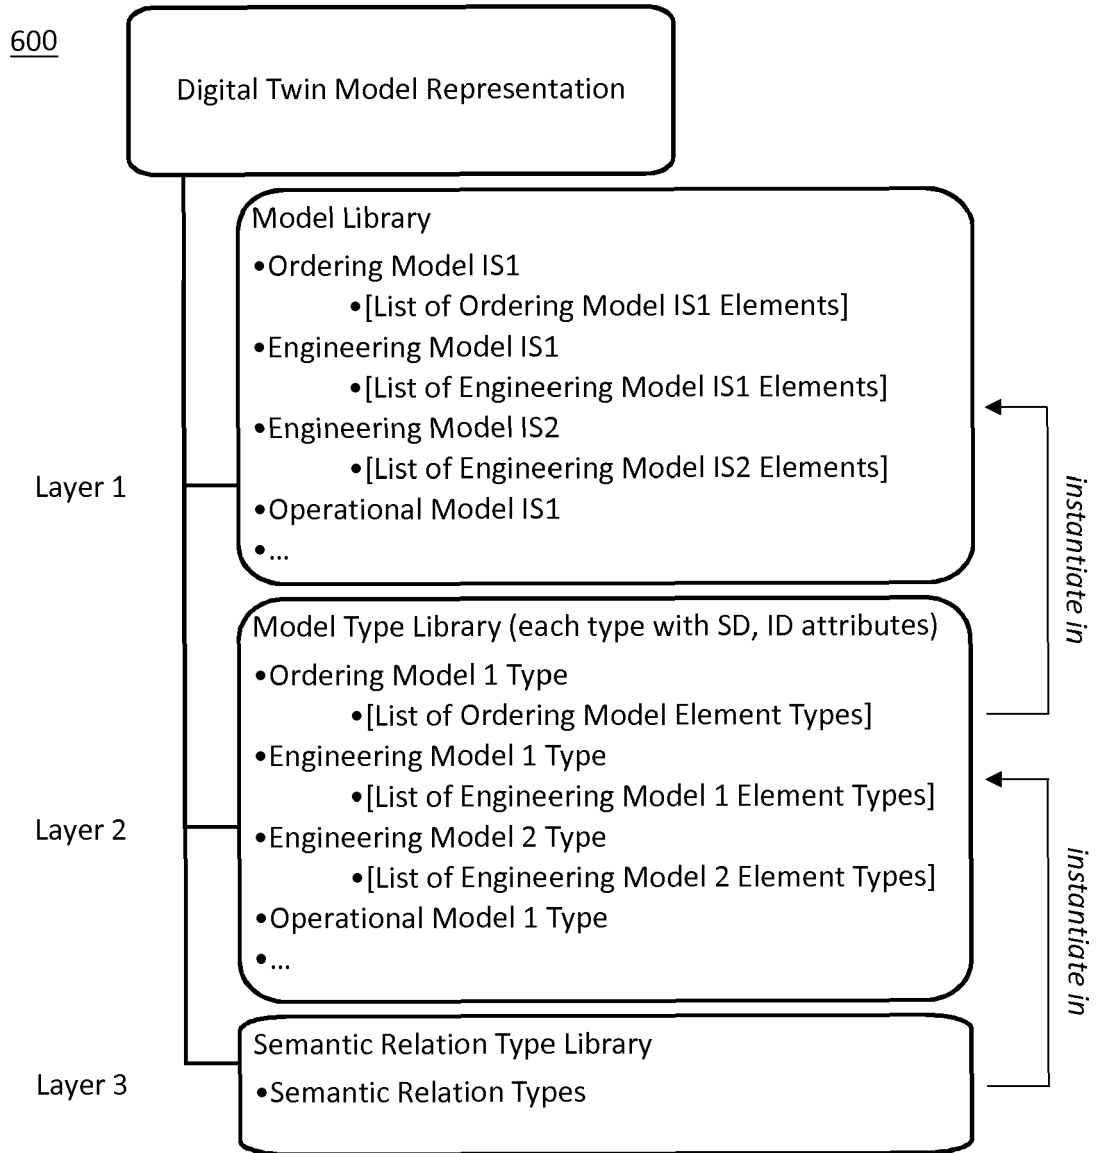 600
Digital Twin Model Representation
Model Library
•Ordering Model IS1
•[List of Ordering Model IS1 Elements]
•Engineering Model IS1
•[List of Engineering Model IS1 Elements]
•Engineering Model IS2
•[List of Engineering Model IS2 Elements]
Layer 1
•Operational Model IS1
•...
instantiate in
Model Type Library (each type with SD, ID attributes)
•Ordering Model 1 Type
•[List of Ordering Model Element Types]
•Engineering Model 1 Type
•[List of Engineering Model 1 Element Types]
Layer 2
•Engineering Model 2 Type
•[List of Engineering Model 2 Element Types]
•Operational Model 1 Type
•...
instantiate in
Semantic Relation Type Library
Layer 3
•Semantic Relation Types